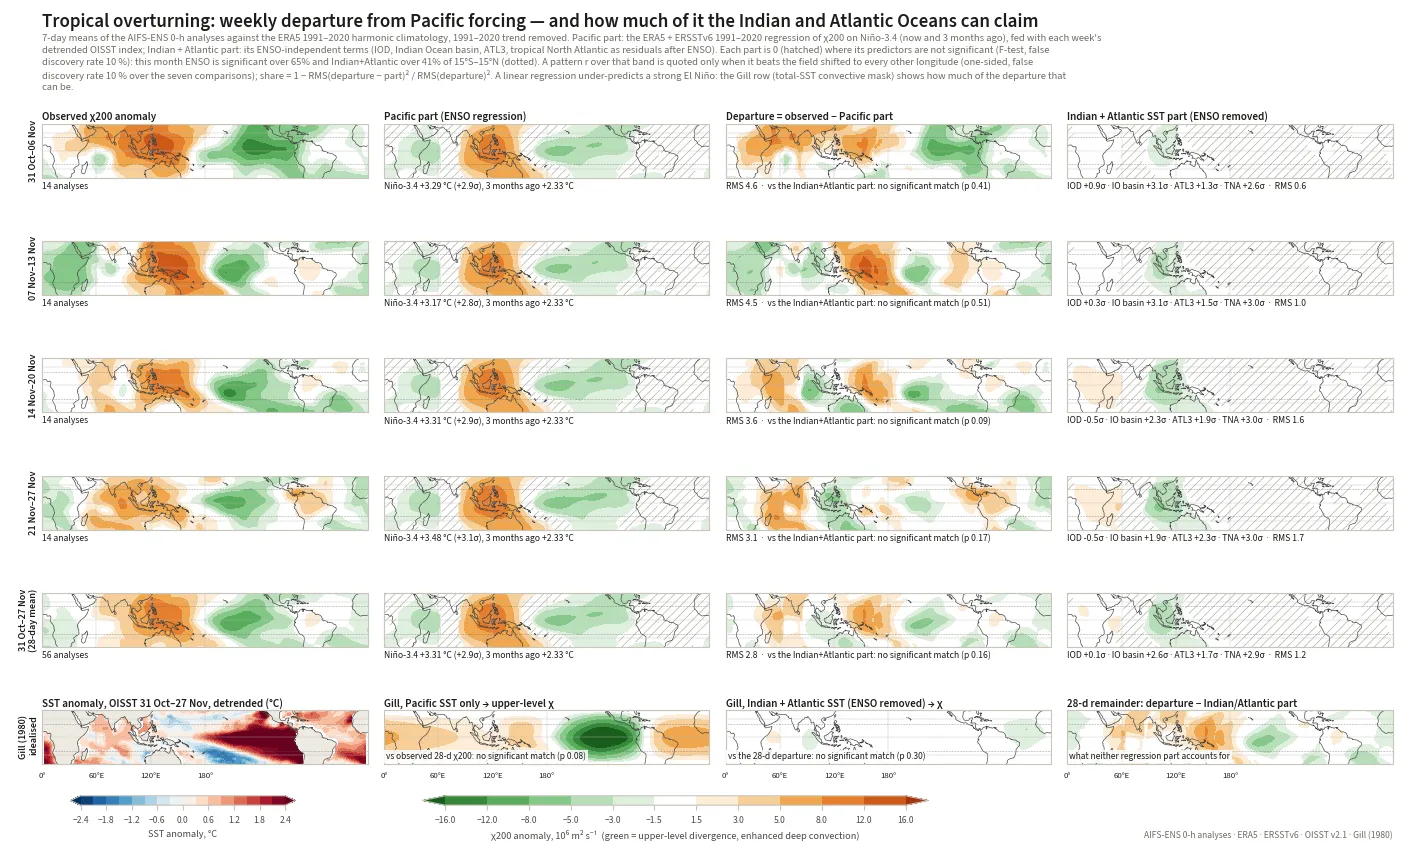 Tropical overturning: weekly departure from Pacific forcing — and how much of it the Indian and Atlantic Oceans can claim
7-day means of the AIFS-ENS 0-h analyses against the ERA5 1991–2020 harmonic climatology, 1991–2020 trend removed. Pacific part: the ERA5 + ERSSTv6 1991–2020 regression of χ200 on Niño-3.4 (now and 3 months ago), fed with each week's
detrended OISST index; Indian + Atlantic part: its ENSO-independent terms (IOD, Indian Ocean basin, ATL3, tropical North Atlantic as residuals after ENSO). Each part is 0 (hatched) where its predictors are not significant (F-test, false
discovery rate 10 %): this month ENSO is significant over 65% and Indian+Atlantic over 41% of 15°S–15°N (dotted). A pattern r over that band is quoted only when it beats the field shifted to every other longitude (one-sided, false
discovery rate 10 % over the seven comparisons); share = 1 − RMS(departure − part)² / RMS(departure)². A linear regression under-predicts a strong El Niño: the Gill row (total-SST convective mask) shows how much of the departure that
can be.
Observed χ200 anomaly
Pacific part (ENSO regression)
Departure = observed − Pacific part
Indian + Atlantic SST part (ENSO removed)
31 Oct–06 Nov
14 analyses
Niño-3.4 +3.29 °C (+2.9σ), 3 months ago +2.33 °C
RMS 4.6 · vs the Indian+Atlantic part: no significant match (p 0.41)
IOD +0.9σ · IO basin +3.1σ · ATL3 +1.3σ · TNA +2.6σ · RMS 0.6
07 Nov–13 Nov
14 analyses
Niño-3.4 +3.17 °C (+2.8σ), 3 months ago +2.33 °C
RMS 4.5 · vs the Indian+Atlantic part: no significant match (p 0.51)
IOD +0.3σ · IO basin +3.1σ · ATL3 +1.5σ · TNA +3.0σ · RMS 1.0
14 Nov–20 Nov
14 analyses
Niño-3.4 +3.31 °C (+2.9σ), 3 months ago +2.33 °C
RMS 3.6 · vs the Indian+Atlantic part: no significant match (p 0.09)
IOD -0.5σ · IO basin +2.3σ · ATL3 +1.9σ · TNA +3.0σ · RMS 1.6
21 Nov–27 Nov
14 analyses
Niño-3.4 +3.48 °C (+3.1σ), 3 months ago +2.33 °C
RMS 3.1 · vs the Indian+Atlantic part: no significant match (p 0.17)
IOD -0.5σ · IO basin +1.9σ · ATL3 +2.3σ · TNA +3.0σ · RMS 1.7
31 Oct–27 Nov
(28-day mean)
56 analyses
Niño-3.4 +3.31 °C (+2.9σ), 3 months ago +2.33 °C
RMS 2.8 · vs the Indian+Atlantic part: no significant match (p 0.16)
IOD +0.1σ · IO basin +2.6σ · ATL3 +1.7σ · TNA +2.9σ · RMS 1.2
SST anomaly, OISST 31 Oct–27 Nov, detrended (°C)
Gill, Pacific SST only → upper-level χ
Gill, Indian + Atlantic SST (ENSO removed) → χ
28-d remainder: departure − Indian/Atlantic part
Gill (1980)
idealised
vs observed 28-d χ200: no significant match (p 0.08)
vs the 28-d departure: no significant match (p 0.30)
what neither regression part accounts for
0° 60°E 120°E 180°
0° 60°E 120°E 180°
0° 60°E 120°E 180°
0° 60°E 120°E 180°
−2.4 −1.8 −1.2 −0.6 0.0 0.6 1.2 1.8 2.4
SST anomaly, °C
−16.0 −12.0 −8.0 −5.0 −3.0 −1.5 1.5 3.0 5.0 8.0 12.0 16.0
χ200 anomaly, 10⁶ m² s⁻¹ (green = upper-level divergence, enhanced deep convection)
AIFS-ENS 0-h analyses · ERA5 · ERSSTv6 · OISST v2.1 · Gill (1980)